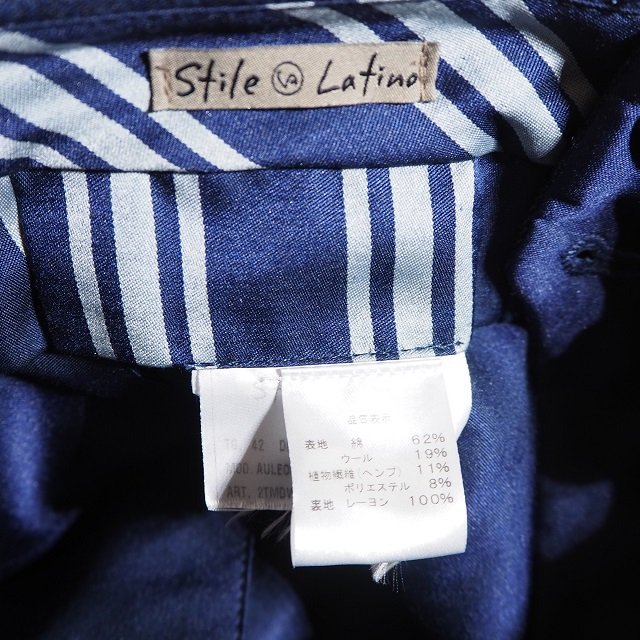 Stile LA Latino
品質表示
表地 綿 62%
ウール 19%
植物繊維(ヘンプ) 11%
ポリエステル 8%
裏地 レーヨン 100%
42
MOD. AULEO
ART. 2TMDV